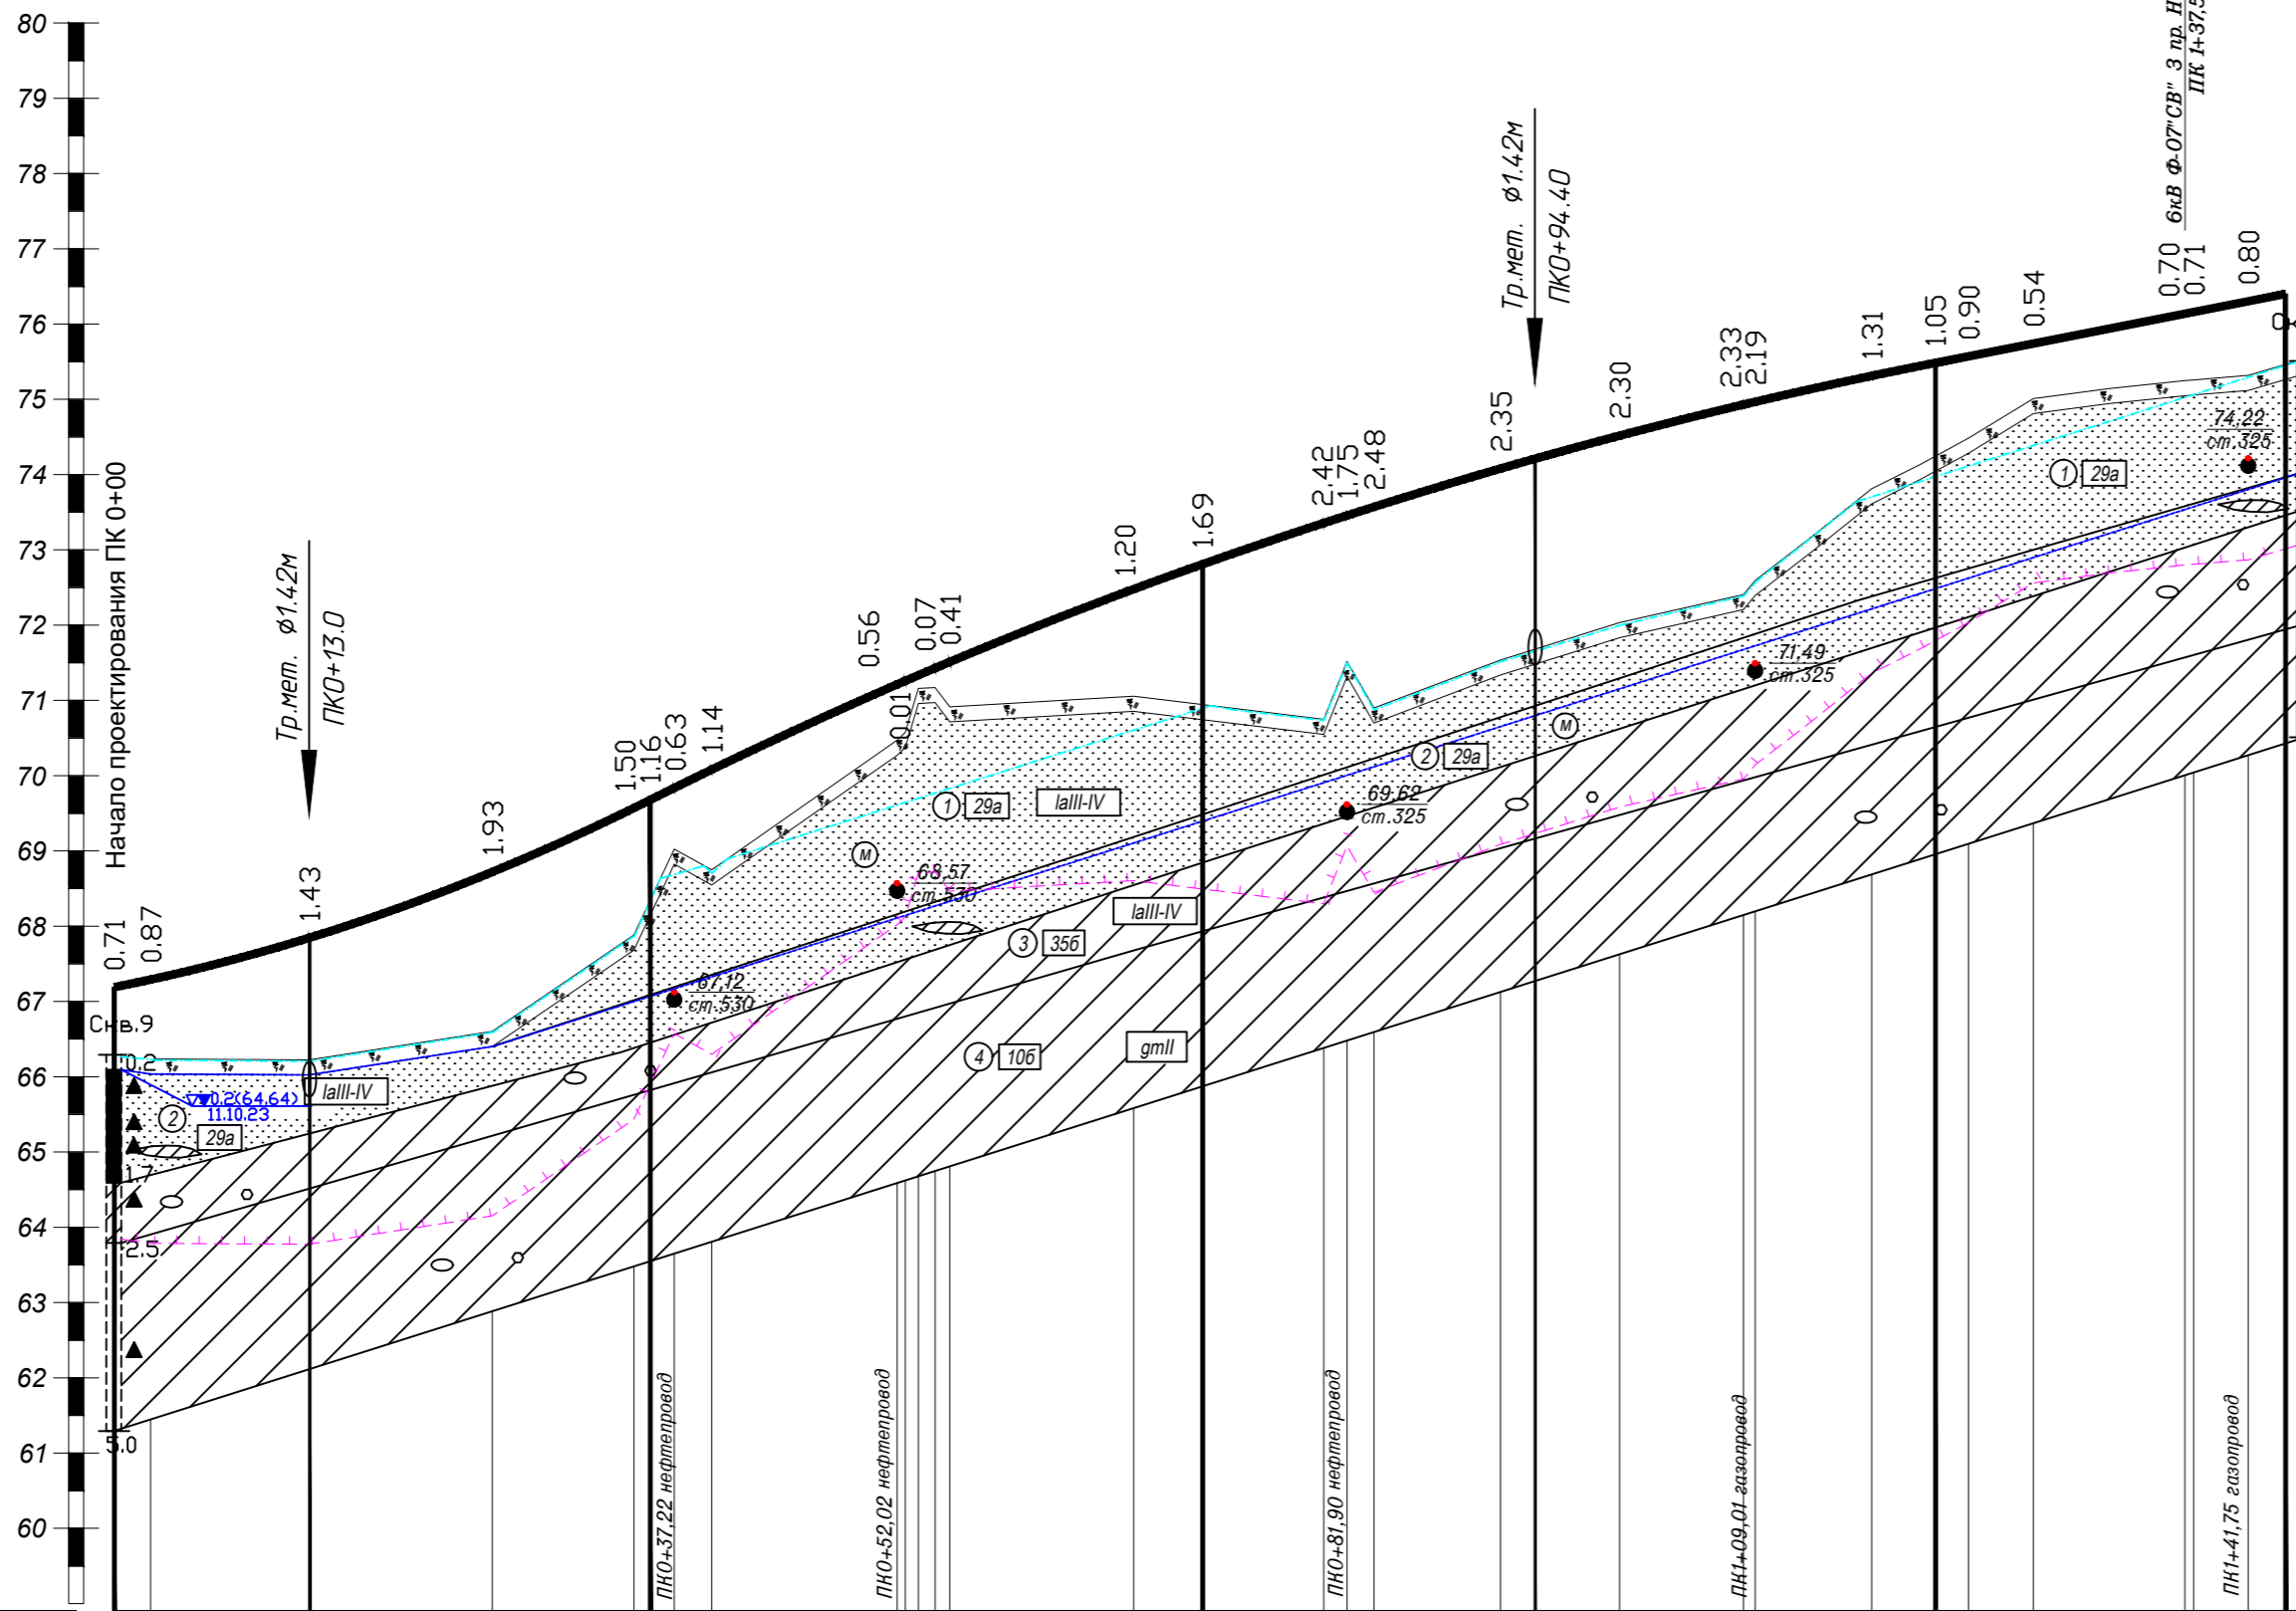 80
79
78
77
76
75
74
73
72
71
70
69
68
67
66
65
64
63
62
61
60
Начало проектирования ПК 0+00
Тр.мет. ø1.42м
ПК0+13.0
Тр.мет. ø1.42м
ПК0+94.40
6кВ Ф-07"СВ" 3 пр.
ПК 1+37,5
0.71
0.87
1.43
1.93
1.50
1.16
0.63
1.14
0.56
0.01
0.07
0.41
1.20
1.69
2.42
1.75
2.48
2.35
2.30
2.33
2.19
1.31
1.05
0.90
0.54
0.70
0.71
0.80
Скв.9
0.2
1.7
2.5
5.0
0.2(64.64)
11.10.23
2
29а
laIII-IV
67,12
ст.530
68,57
ст.530
69,62
ст.325
71,49
ст.325
74,22
ст.325
м
1 29а
laIII-IV
laIII-IV
3 35б
4 10б
gmII
2 29а
м
1 29а
ПК0+37,22 нефтепровод
ПК0+52,02 нефтепровод
ПК0+81,90 нефтепровод
ПК1+09,01 газопровод
ПК1+41,75 газопровод